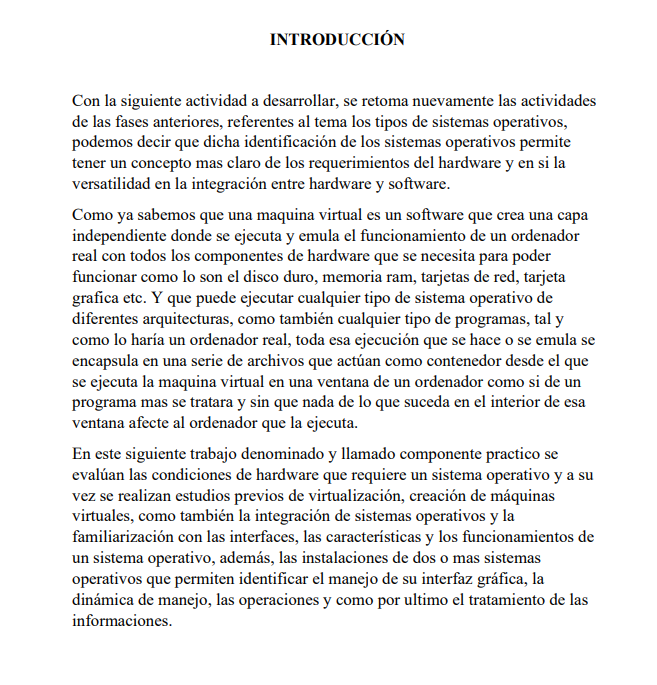 INTRODUCCIÓN
Con la siguiente actividad a desarrollar, se retoma nuevamente las actividades
de las fases anteriores, referentes al tema los tipos de sistemas operativos,
podemos decir que dicha identificación de los sistemas operativos permite
tener un concepto mas claro de los requerimientos del hardware y en si la
versatilidad en la integración entre hardware y software.
Como ya sabemos que una maquina virtual es un software que crea una capa
independiente donde se ejecuta y emula el funcionamiento de un ordenador
real con todos los componentes de hardware que se necesita para poder
funcionar como lo son el disco duro, memoria ram, tarjetas de red, tarjeta
grafica etc. Y que puede ejecutar cualquier tipo de sistema operativo de
diferentes arquitecturas, como también cualquier tipo de programas, tal y
como lo haría un ordenador real, toda esa ejecución que se hace o se emula se
encapsula en una serie de archivos que actúan como contenedor desde el que
se ejecuta la maquina virtual en una ventana de un ordenador como si de un
programa mas se tratara y sin que nada de lo que suceda en el interior de esa
ventana afecte al ordenador que la ejecuta.
En este siguiente trabajo denominado y llamado componente practico se
evalúan las condiciones de hardware que requiere un sistema operativo y a su
vez se realizan estudios previos de virtualización, creación de máquinas
virtuales, como también la integración de sistemas operativos y la
familiarización con las interfaces, las características y los funcionamientos de
un sistema operativo, además, las instalaciones de dos o mas sistemas
operativos que permiten identificar el manejo de su interfaz gráfica, la
dinámica de manejo, las operaciones y como por ultimo el tratamiento de las
informaciones.